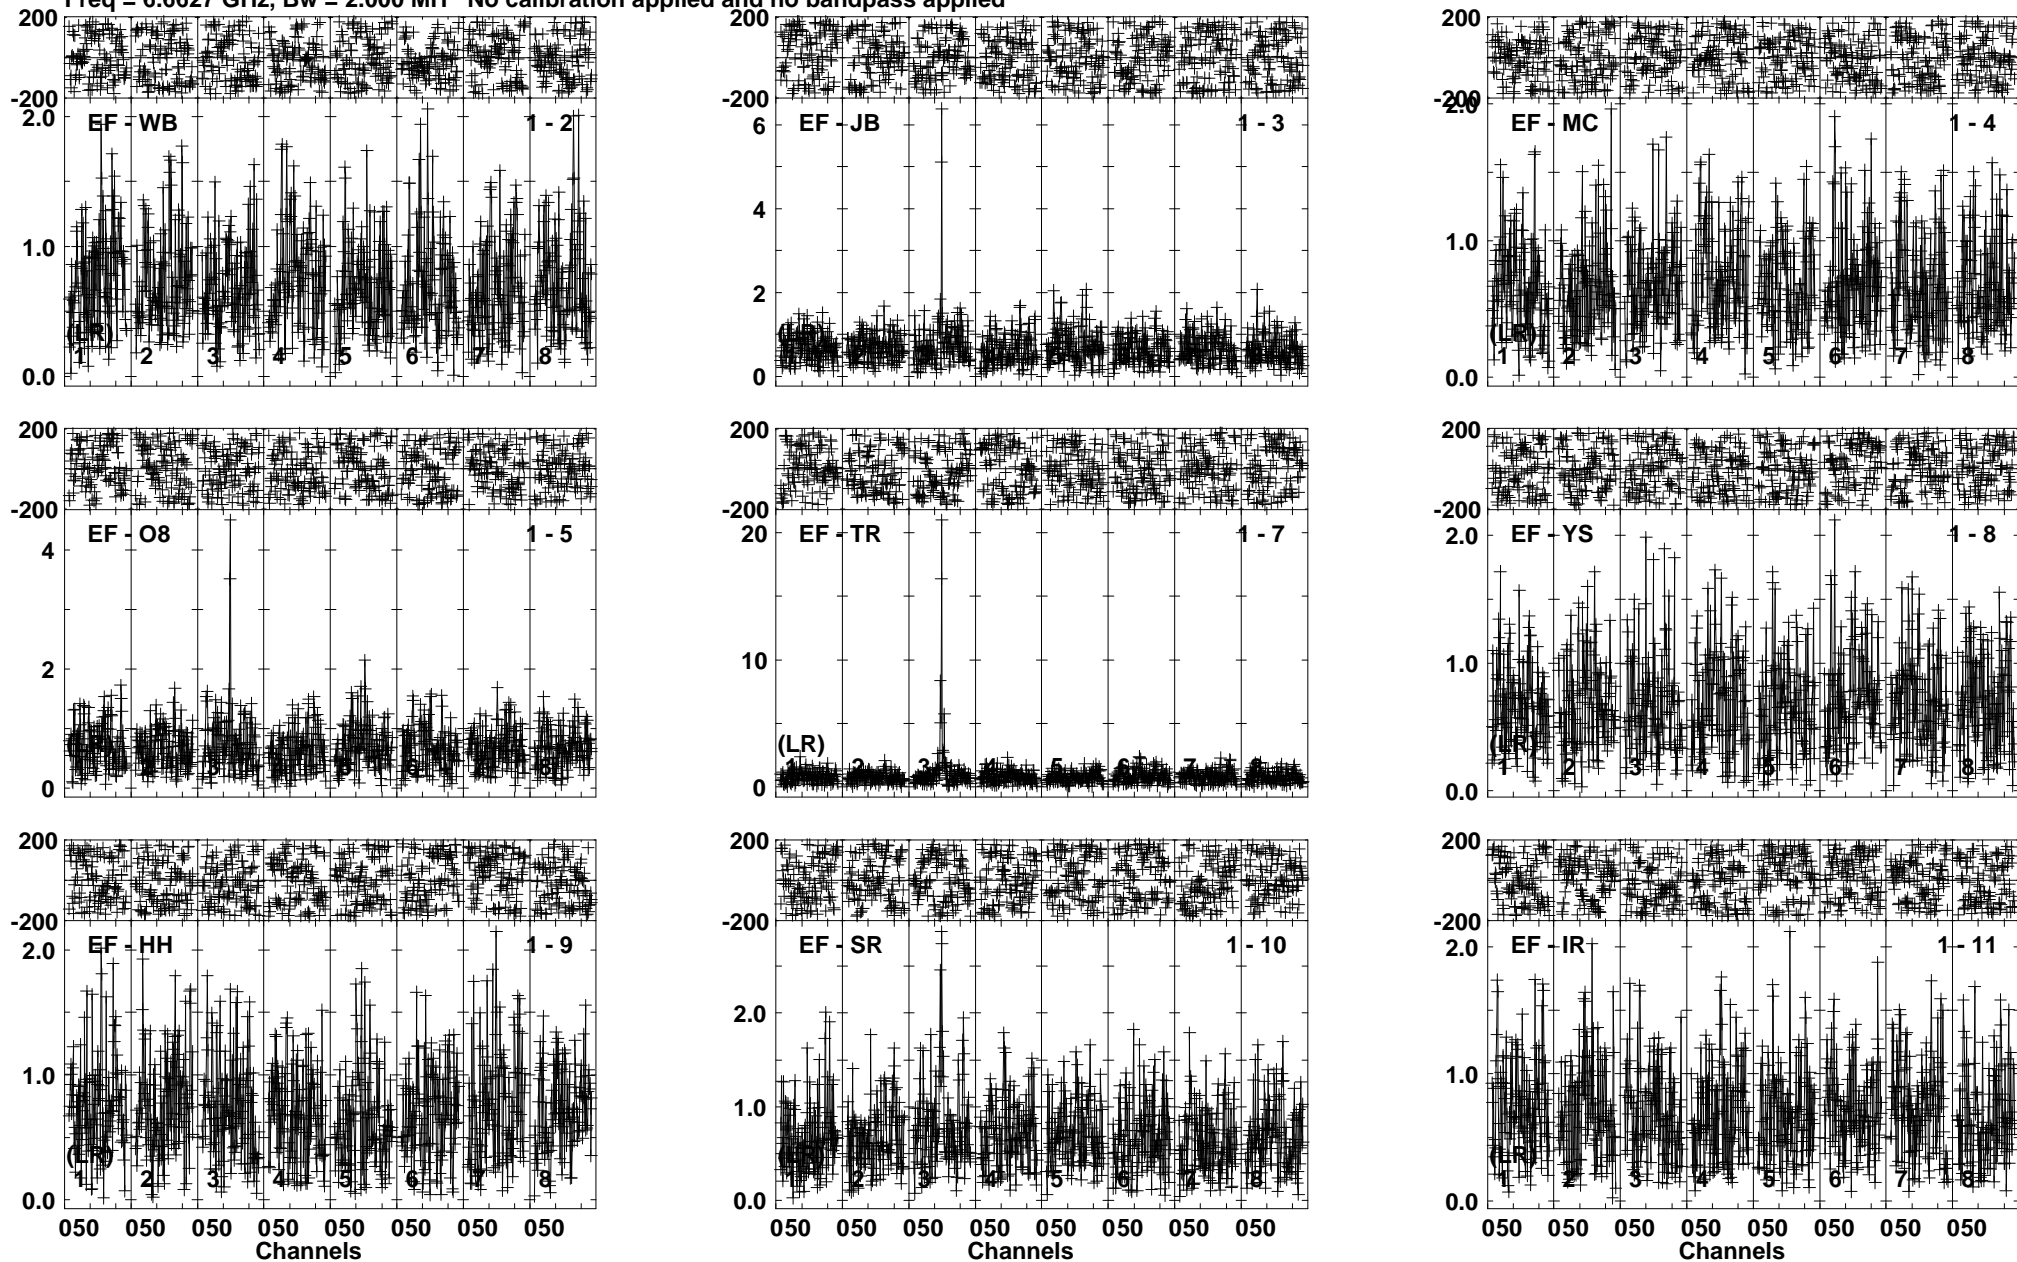 Freq = 6.6627 GHz, Bw = 2.000 MH No calibration applied and no bandpass applied
200 200 200
-200 -200 -200
EF - WB 1 - 2 EF - JB 1 - 3 EF - MC 1 - 4
2.0 6 2.0
1.0 4 1.0
0.0 2 0.0
0
(LR) (LR) (LR)
1 2 3 4 5 6 7 8 1 2 3 4 5 6 7 8
200 200 200
-200 -200 -200
EF - O8 1 - 5 EF - TR 1 - 7 EF - YS 1 - 8
4 20 2.0
2 10 1.0
0 0 0.0
(LR) (LR)
1 2 3 4 5 6 7 1 2 3 4 5 6 7 8
200 200 200
-200 -200 -200
EF - HH 1 - 9 EF - SR 1 - 10 EF - IR 1 - 11
2.0 2.0 2.0
1.0 1.0 1.0
0.0 0.0 0.0
(LR) (LR) (LR)
1 2 3 4 5 6 7 8 1 2 3 4 5 6 7 8 1 2 3 4 5 6 7 8
050 050 050 050 050 050 050 050 050 050 050 050 050 050 050 050 050 050 050 050 050 050 050 050
Channels Channels Channels